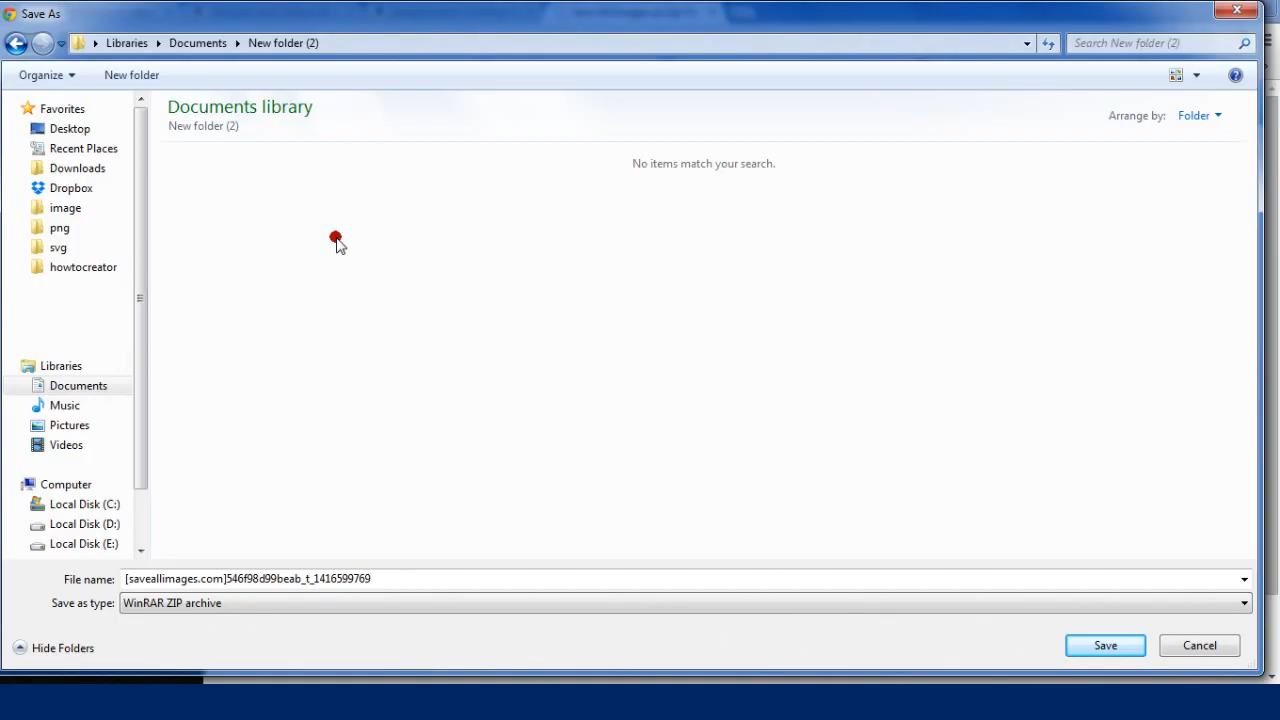 Save As
Libraries Documents New folder (2) Search New folder (2)
Organize New folder
Favorites
Desktop
Recent Places
Downloads
Dropbox
image
png
svg
howtocreator
Libraries
Documents
Music
Pictures
Videos
Computer
Local Disk (C:)
Local Disk (D:)
Local Disk (E:)
Documents library
New folder (2)
Arrange by: Folder
No items match your search.
File name: [saveallimages.com]546f98d99beab_t_1416599769
Save as type: WinRAR ZIP archive
Hide Folders
Save Cancel